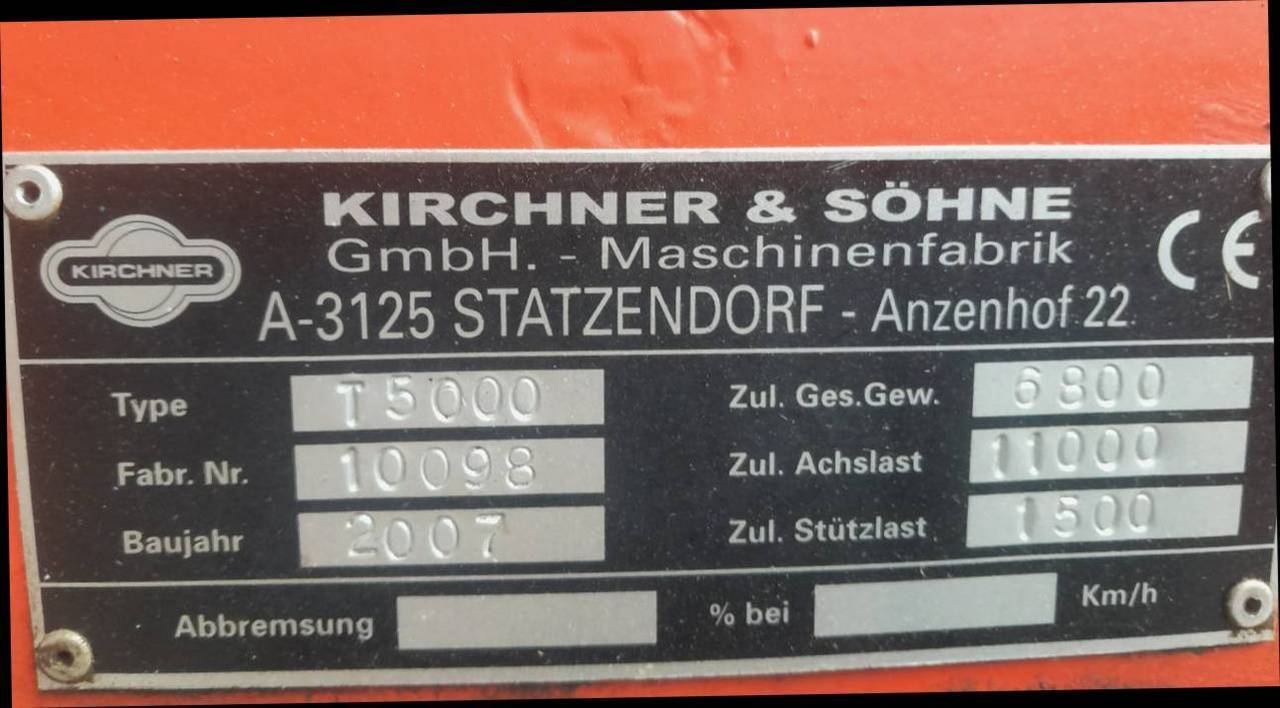 KIRCHNER & SÖHNE
GmbH. - Maschinenfabrik
KIRCHNER
A-3125 STATZENDORF - Anzenhof 22
CE
Type T5000 Zul. Ges.Gew. 6800
Fabr. Nr. 10098 Zul. Achslast 11000
Baujahr 2007 Zul. Stützlast 1500
Abbremsung % bei Km/h